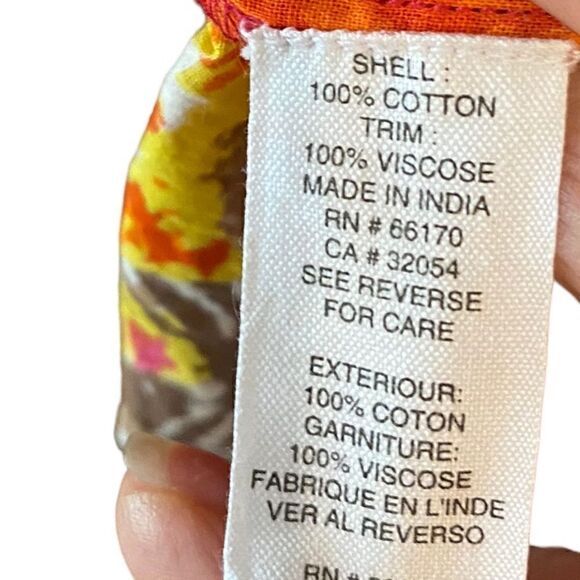 SHELL :
100% COTTON
TRIM :
100% VISCOSE
MADE IN INDIA
RN # 66170
CA # 32054
SEE REVERSE
FOR CARE
EXTERIOUR:
100% COTON
GARNITURE:
100% VISCOSE
FABRIQUE EN L'INDE
VER AL REVERSO
RN #